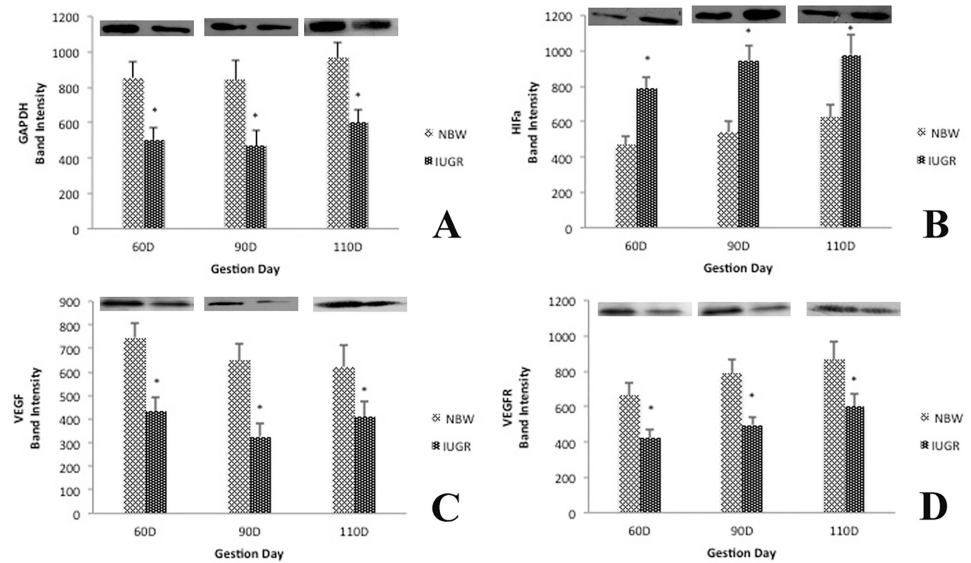 1200
1000
800
600
400
200
0
GAPDH
Band Intensity
*
*
*
60D
90D
110D
Gestion Day
NBW
IUGR
A
1200
1000
800
600
400
200
0
HIFa
Band Intensity
*
*
*
60D
90D
110D
Gestion Day
NBW
IUGR
B
900
800
700
600
500
400
300
200
100
0
VEGF
Band Intensity
*
*
*
60D
90D
110D
Gestion Day
NBW
IUGR
C
1200
1000
800
600
400
200
0
VEGFR
Band Intensity
*
*
*
60D
90D
110D
Gestion Day
NBW
IUGR
D